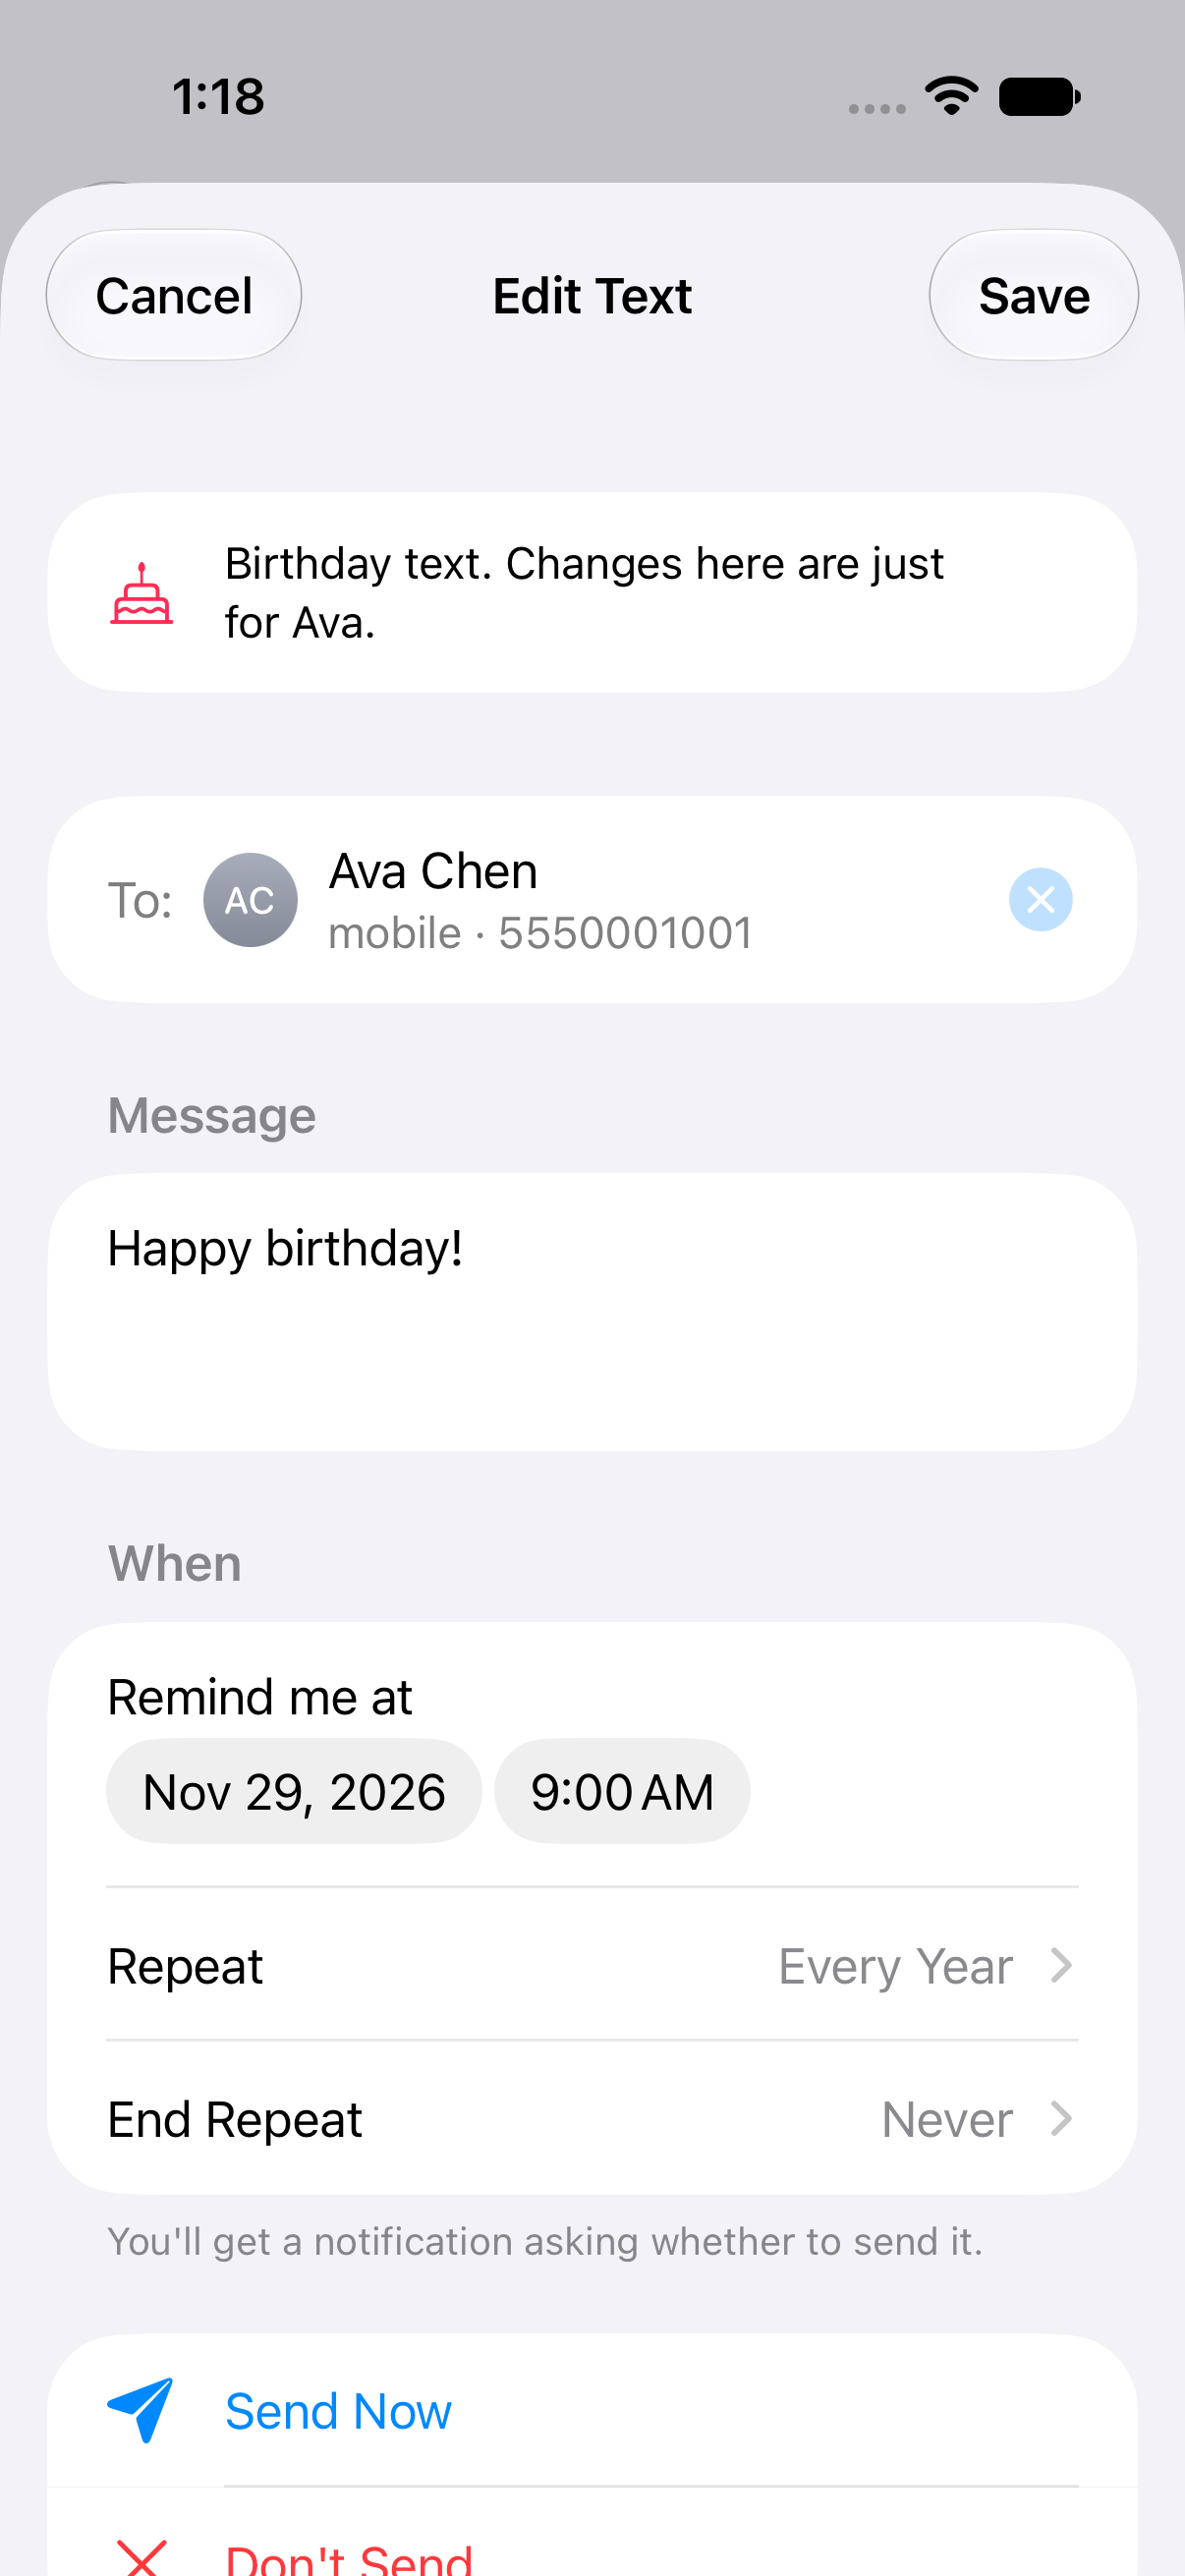 1:18
Cancel
Edit Text
Save
Birthday text. Changes here are just
for Ava.
To:
AC
Ava Chen
mobile · 5550001001
Message
Happy birthday!
When
Remind me at
Nov 29, 2026
9:00 AM
Repeat
Every Year
End Repeat
Never
You'll get a notification asking whether to send it.
Send Now
Don't Send